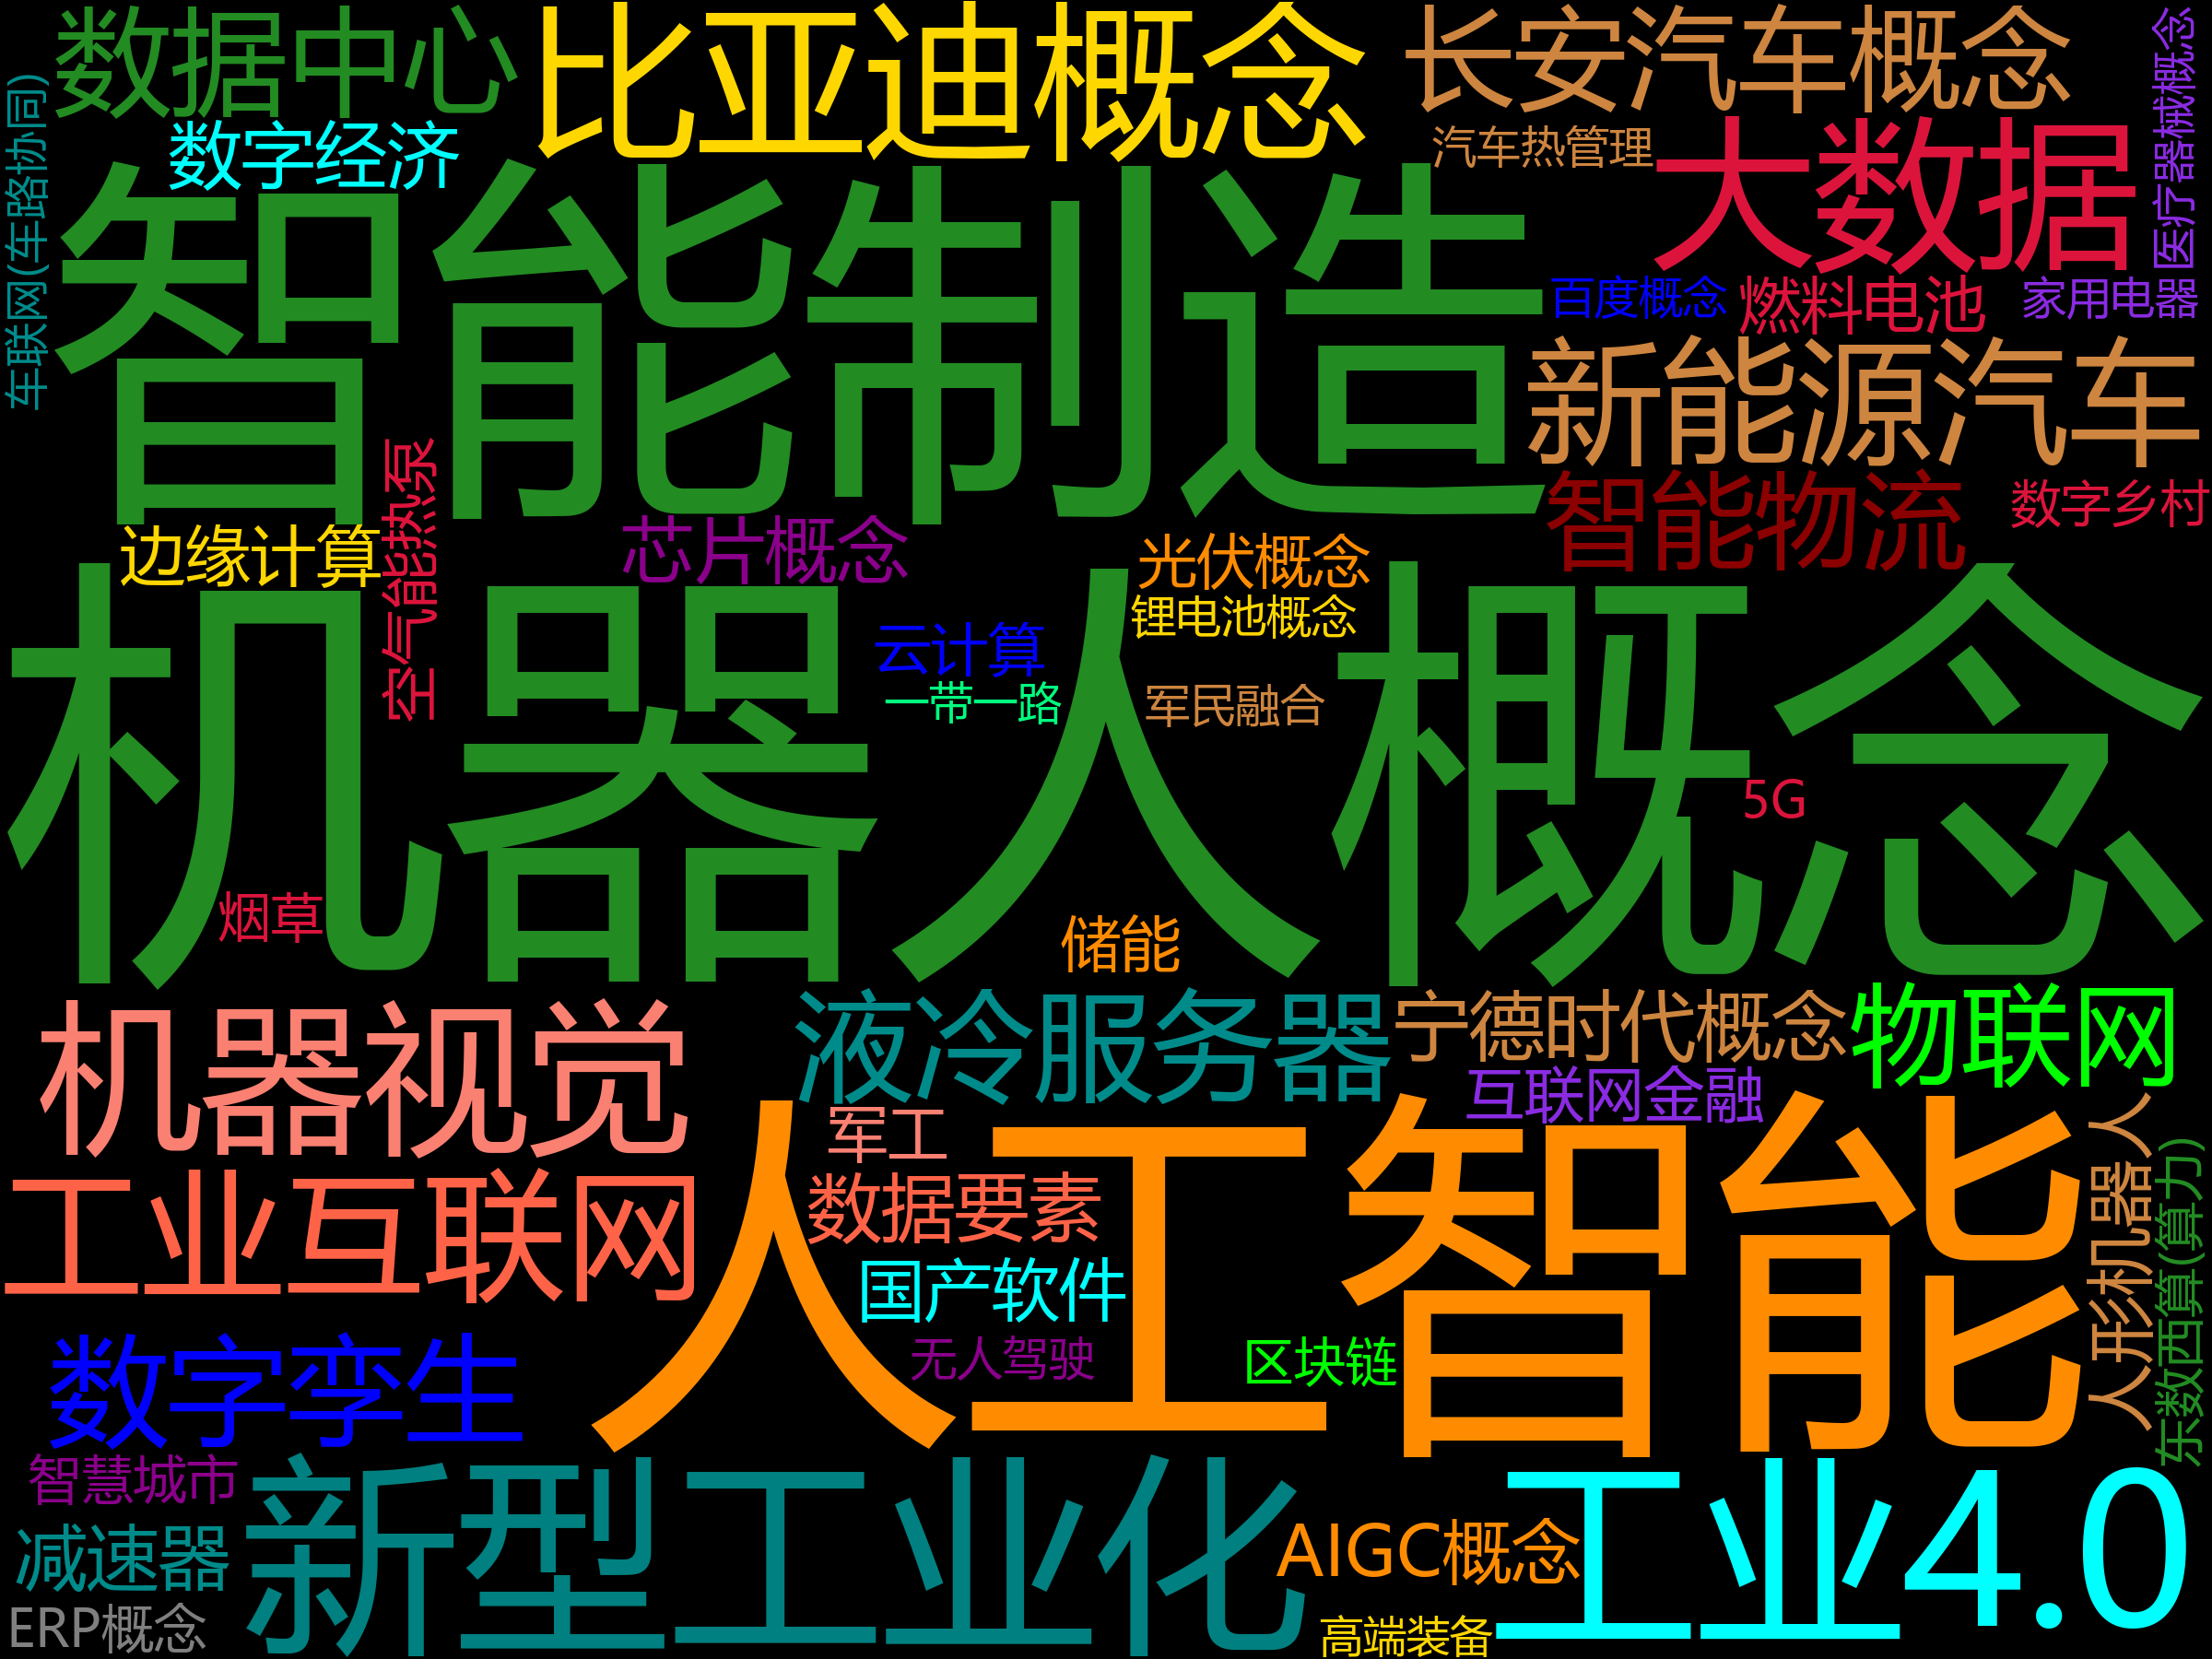 数据中心
比亚迪概念
长安汽车概念
医疗器械概念
车联网(车路协同)
数字经济
汽车热管理
大数据
智能制造
百度概念
燃料电池
家用电器
新能源汽车
空气能热泵
智能物流
数字乡村
边缘计算
芯片概念
光伏概念
锂电池概念
云计算
一带一路
军民融合
机器人概念
5G
烟草
储能
机器视觉
液冷服务器
宁德时代概念
物联网
互联网金融
军工
人工智能
人形机器人
东数西算(算力)
工业互联网
数据要素
国产软件
数字孪生
无人驾驶
区块链
智慧城市
新型工业化
工业4.0
减速器
AIGC概念
ERP概念
高端装备